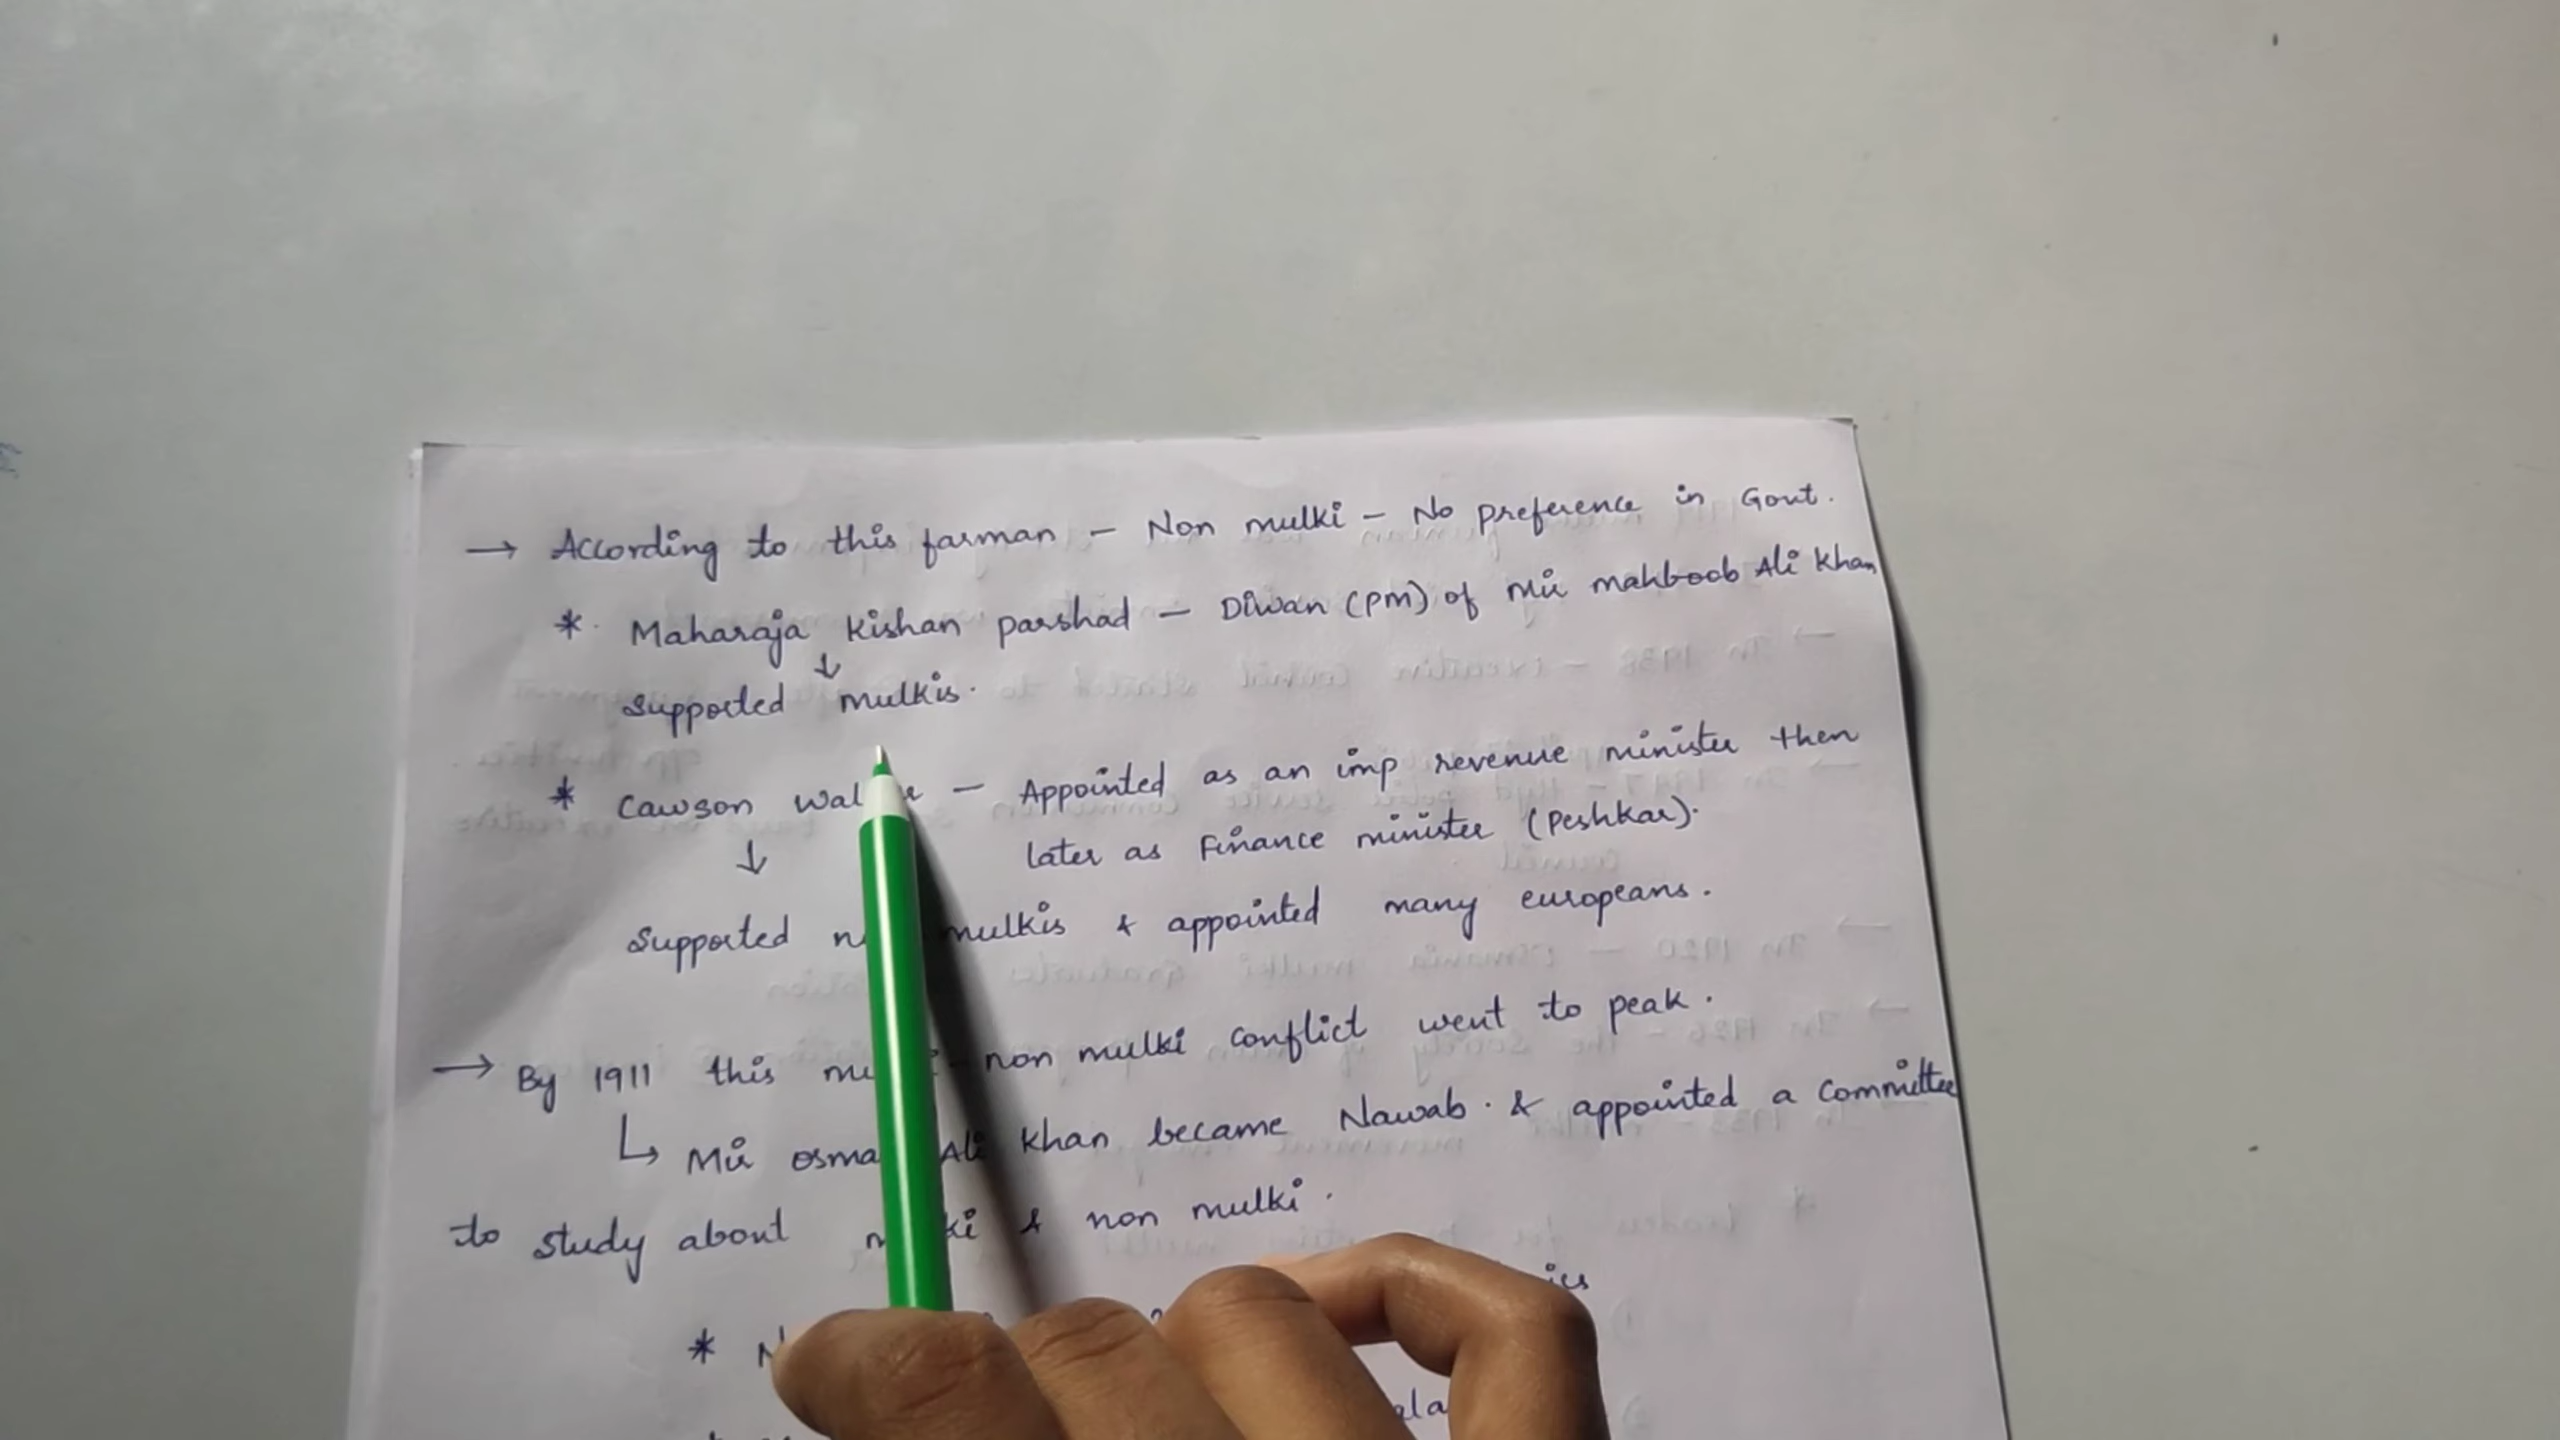 → According to this farman - Non mulki - No preference in Govt.
* Maharaja Kishan parshad - Diwan (PM) of Mir mahboob Ali Khan
↓
Supported mulkis.
* Cawson - Appointed as an imp revenue minister then
↓ later as Finance minister (Peshkar).
Supported mulkis & appointed many europeans.
→ By 1911 this non mulki conflict went to peak.
↳ Mir Ali Khan became Nawab. & appointed a Committee
to study about & non mulki.
*